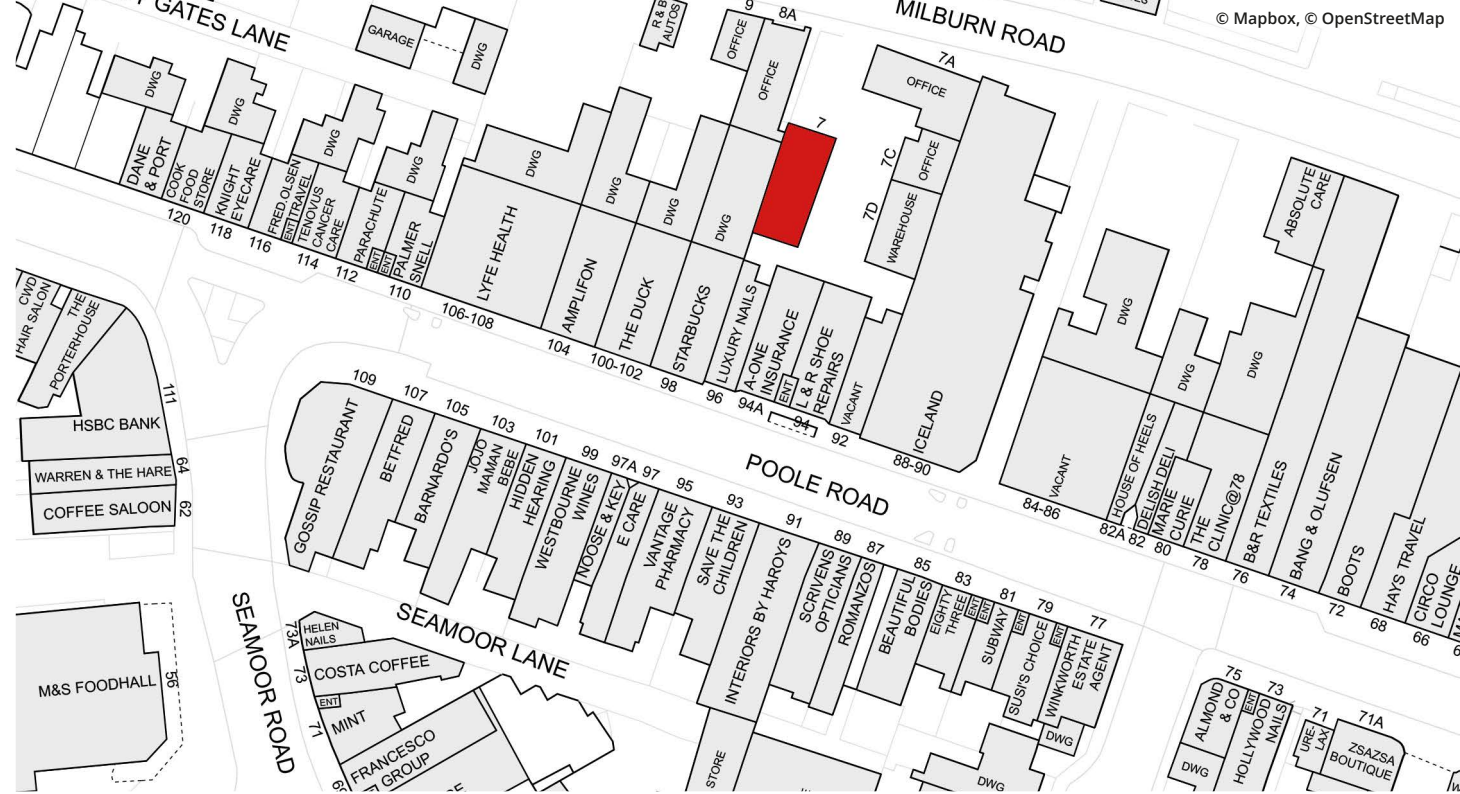 © Mapbox, © OpenStreetMap
GATES LANE
MILBURN ROAD
GARAGE
DWG
R & B
AUTOS
9
OFFICE
8A
OFFICE
7
7A
OFFICE
7C
OFFICE
7D
WAREHOUSE
DWG
DWG
DWG
DWG
DWG
DWG
DWG
DWG
DANE
& PORT
COOK
FOOD
STORE
120
KNIGHT
EYECARE
118
116
FRED.OLSEN
TRAVEL
ENT
TENOVUS
CANCER
CARE
114
PARACHUTE
112
ENT
ENT
PALMER
SNELL
110
LYFE HEALTH
106-108
AMPLIFON
104
THE DUCK
100-102
STARBUCKS
98
LUXURY NAILS
96
A-ONE
INSURANCE
94A
ENT
94
L & R SHOE
REPAIRS
92
VACANT
ICELAND
88-90
VACANT
84-86
DWG
DWG
DWG
HOUSE OF HEELS
82A
DELISH DELI
82
MARIE
CURIE
80
THE
CLINIC@78
78
B&R TEXTILES
76
ABSOLUTE
CARE
BANG & OLUFSEN
74
BOOTS
72
HAYS TRAVEL
68
CIRCO
LOUNGE
66
POOLE ROAD
CWD
HAIR SALON
THE
PORTERHOUSE
111
HSBC BANK
WARREN & THE HARE
64
COFFEE SALOON
62
109
GOSSIP RESTAURANT
107
BETFRED
105
BARNARDO'S
103
JOJO
MAMAN
BEBE
101
HIDDEN
HEARING
99
WESTBOURNE
WINES
97A
NOOSE & KEY
97
E CARE
95
VANTAGE
PHARMACY
93
SAVE THE
CHILDREN
91
INTERIORS BY HAROYS
89
SCRIVENS
OPTICIANS
87
ROMANZOS
85
BEAUTIFUL
BODIES
83
EIGHTY
THREE
ENT
ENT
81
SUBWAY
ENT
79
SUSI'S CHOICE
ENT
77
WINKWORTH
ESTATE
AGENT
DWG
DWG
STORE
SEAMOOR LANE
SEAMOOR ROAD
M&S FOODHALL
56
73A
HELEN
NAILS
73
COSTA COFFEE
ENT
71
MINT
FRANCESCO
GROUP
75
ALMOND
& CO
ENT
73
HOLLYWOOD
NAILS
DWG
71
URE-
LAX
71A
ZSAZSA
BOUTIQUE